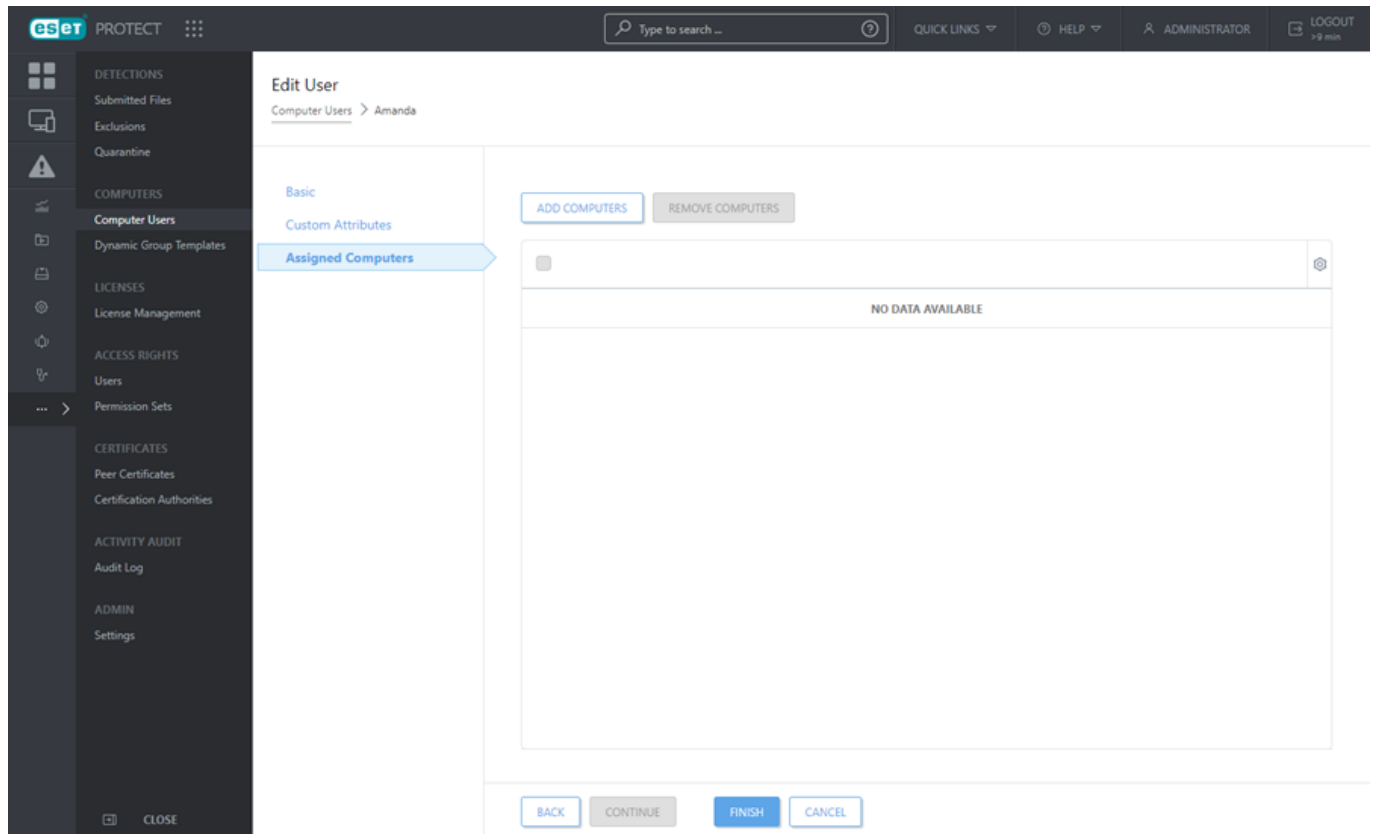 eset PROTECT
Type to search ...
QUICK LINKS
HELP
ADMINISTRATOR
LOGOUT
>9 min
DETECTIONS
Submitted Files
Exclusions
Quarantine
COMPUTERS
Computer Users
Dynamic Group Templates
LICENSES
License Management
ACCESS RIGHTS
Users
Permission Sets
CERTIFICATES
Peer Certificates
Certification Authorities
ACTIVITY AUDIT
Audit Log
ADMIN
Settings
CLOSE
Edit User
Computer Users > Amanda
Basic
Custom Attributes
Assigned Computers
ADD COMPUTERS
REMOVE COMPUTERS
NO DATA AVAILABLE
BACK
CONTINUE
FINISH
CANCEL